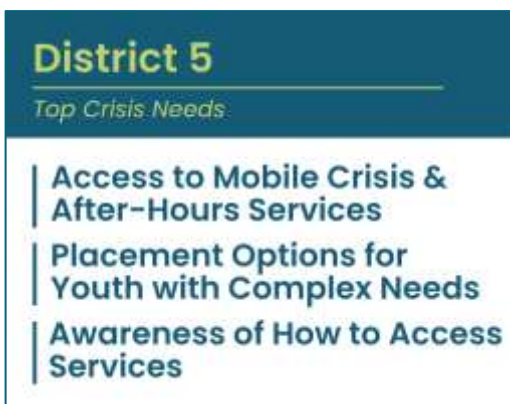 District 5
Top Crisis Needs
Access to Mobile Crisis &
After-Hours Services
Placement Options for
Youth with Complex Needs
Awareness of How to Access
Services